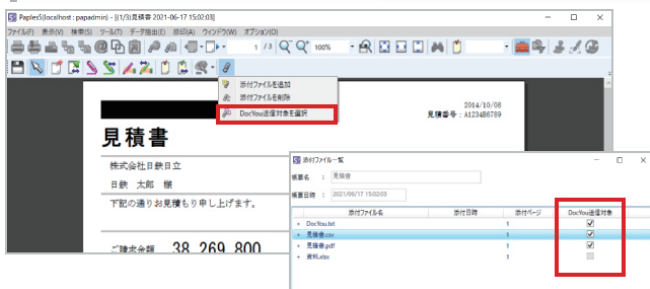 Paples5[localhost : papadmin) - [(1/3)見積書 2021-06-17 15:02:03]
ファイル(F) 表示(V) 検索(S) ツール(T) データ抽出(E) 捺印(A) ウィンドウ(W) オプション(O)
1 / 3 100%
添付ファイルを追加
添付ファイルを削除
DocYou送信対象を選択
2014/10/08
見積番号 : A1234B6789
見積書
株式会社日鉄日立
日鉄 太郎 様
下記の通りお見積もり申し上げます。
ご請求金額 38,269,800
添付ファイル一覧
帳票名 : 見積書
帳票日時 : 2021/06/17 15:02:03
添付ファイル名 添付日時 添付ページ DocYou送信対象
DocYou.txt 1
見積書.csv 1
見積書.pdf 1
資料.xlsx 1